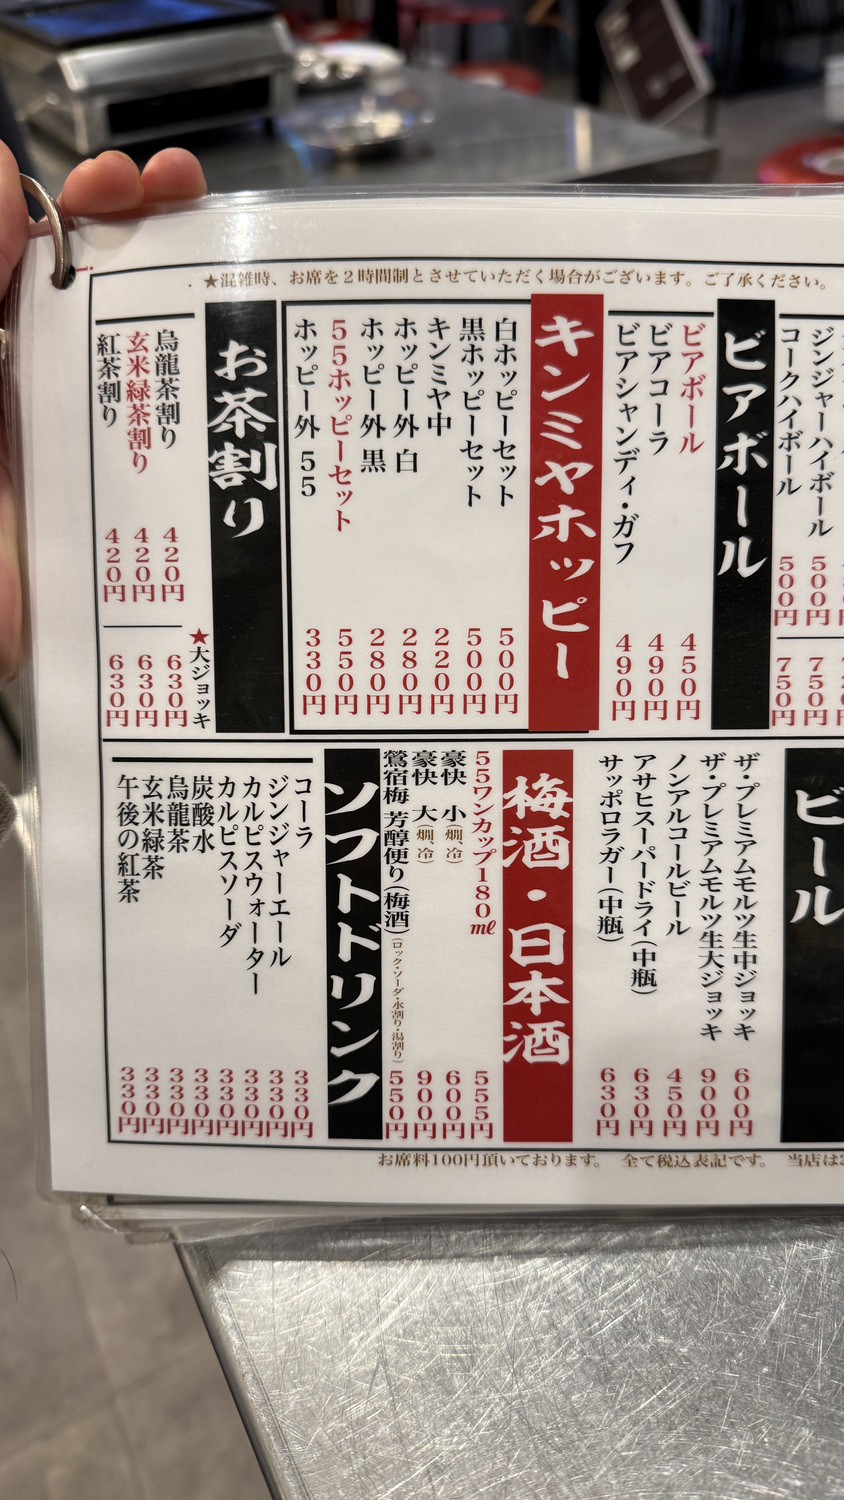 ★混雑時、お席を2時間制とさせていただく場合がございます。ご了承ください。
ジンジャーハイボール 500円 750円
コークハイボール 500円 750円
ビアボール
ビアボール 450円
ビアコーラ 490円
ビアシャンディ・ガフ 490円
キンミヤホッピー
白ホッピーセット 500円
黒ホッピーセット 500円
キンミヤ中 220円
ホッピー外 白 280円
ホッピー外 黒 280円
55ホッピーセット 550円
ホッピー外 55 330円
お茶割り
★大ジョッキ
烏龍茶割り 420円 630円
玄米緑茶割り 420円 630円
紅茶割り 420円 630円
ビール
ザ・プレミアムモルツ生中ジョッキ 600円
ザ・プレミアムモルツ生大ジョッキ 900円
ノンアルコールビール 450円
アサヒスーパードライ(中瓶) 630円
サッポロラガー(中瓶) 630円
梅酒・日本酒
55ワンカップ180ml 555円
豪快 小(燗、冷) 600円
豪快 大(燗、冷) 900円
鶯宿梅 芳醇便り(梅酒)(ロック・ソーダ・水割り・湯割り) 550円
ソフトドリンク
コーラ 330円
ジンジャーエール 330円
カルピスウォーター 330円
カルピスソーダ 330円
炭酸水 330円
烏龍茶 330円
玄米緑茶 330円
午後の紅茶 330円
お席料100円頂いております。 全て税込表記です。 当店は